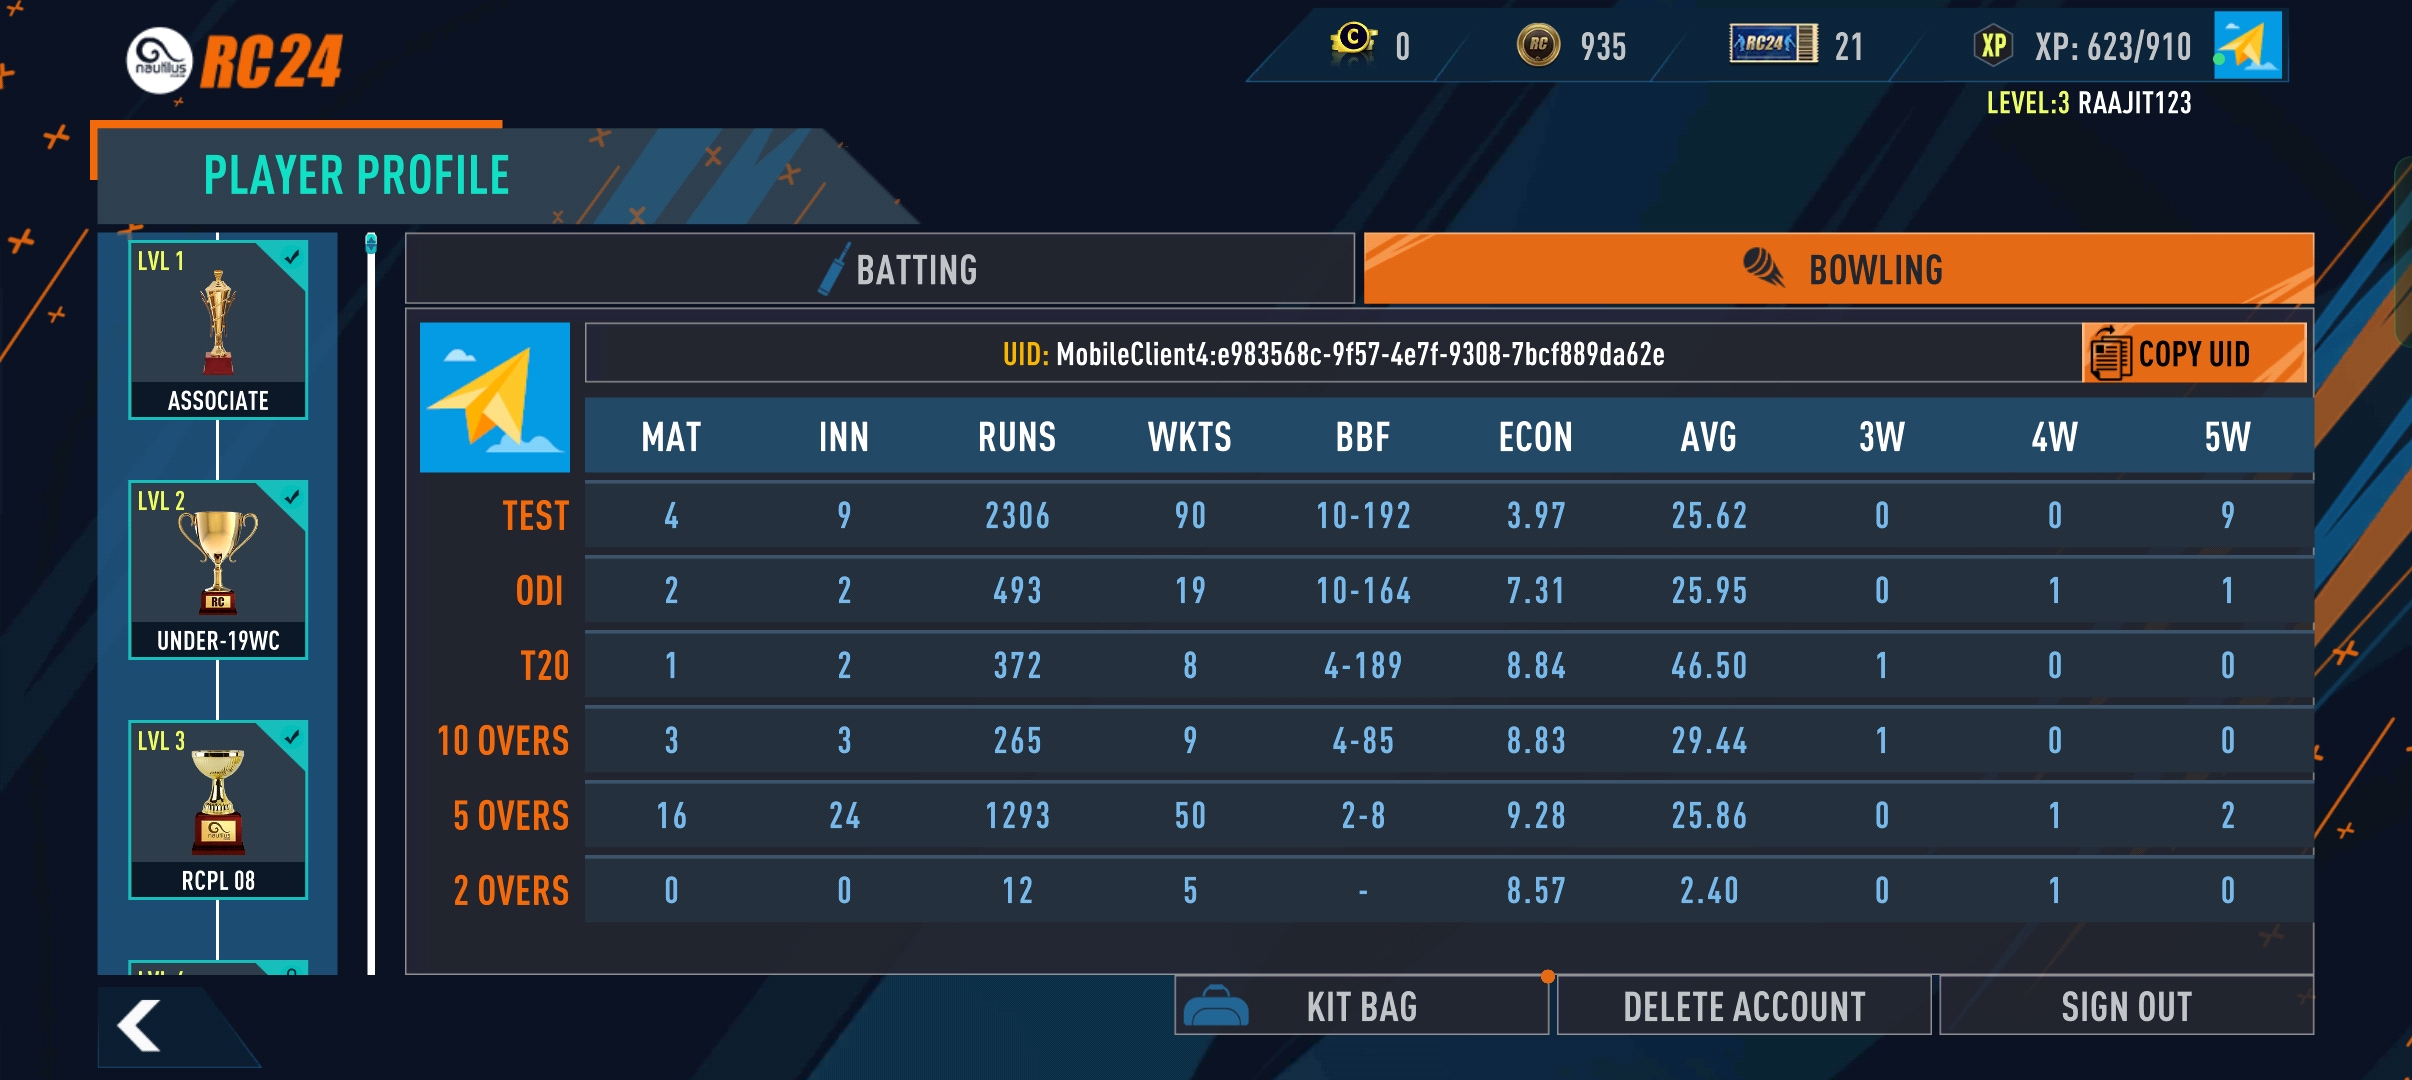 nautilus RC24
C 0 RC 935 RC24 21 XP XP: 623/910
LEVEL:3 RAAJIT123
PLAYER PROFILE
LVL 1
ASSOCIATE
LVL 2
RC
UNDER-19WC
LVL 3
nautilus
RCPL 08
BATTING BOWLING
UID: MobileClient4:e983568c-9f57-4e7f-9308-7bcf889da62e COPY UID
MAT INN RUNS WKTS BBF ECON AVG 3W 4W 5W
TEST 4 9 2306 90 10-192 3.97 25.62 0 0 9
ODI 2 2 493 19 10-164 7.31 25.95 0 1 1
T20 1 2 372 8 4-189 8.84 46.50 1 0 0
10 OVERS 3 3 265 9 4-85 8.83 29.44 1 0 0
5 OVERS 16 24 1293 50 2-8 9.28 25.86 0 1 2
2 OVERS 0 0 12 5 - 8.57 2.40 0 1 0
KIT BAG DELETE ACCOUNT SIGN OUT